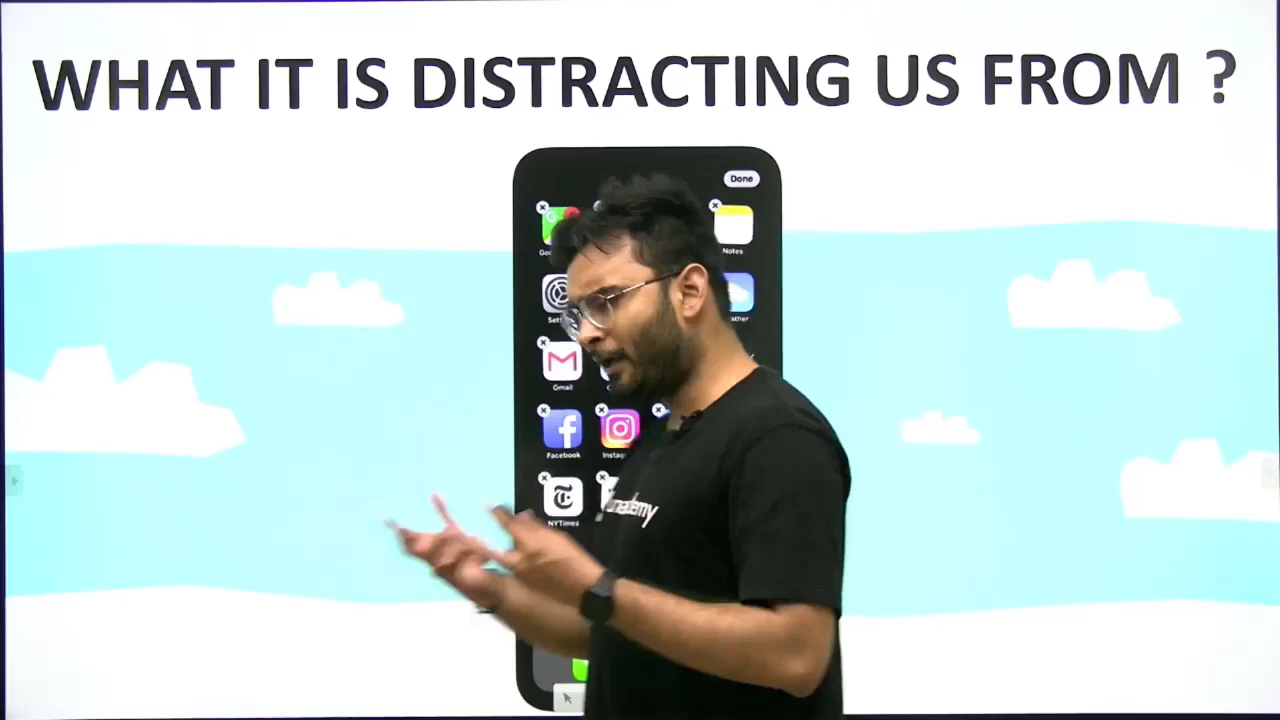 WHAT IT IS DISTRACTING US FROM ?
Done
Notes
Gmail
Facebook
NYTimes